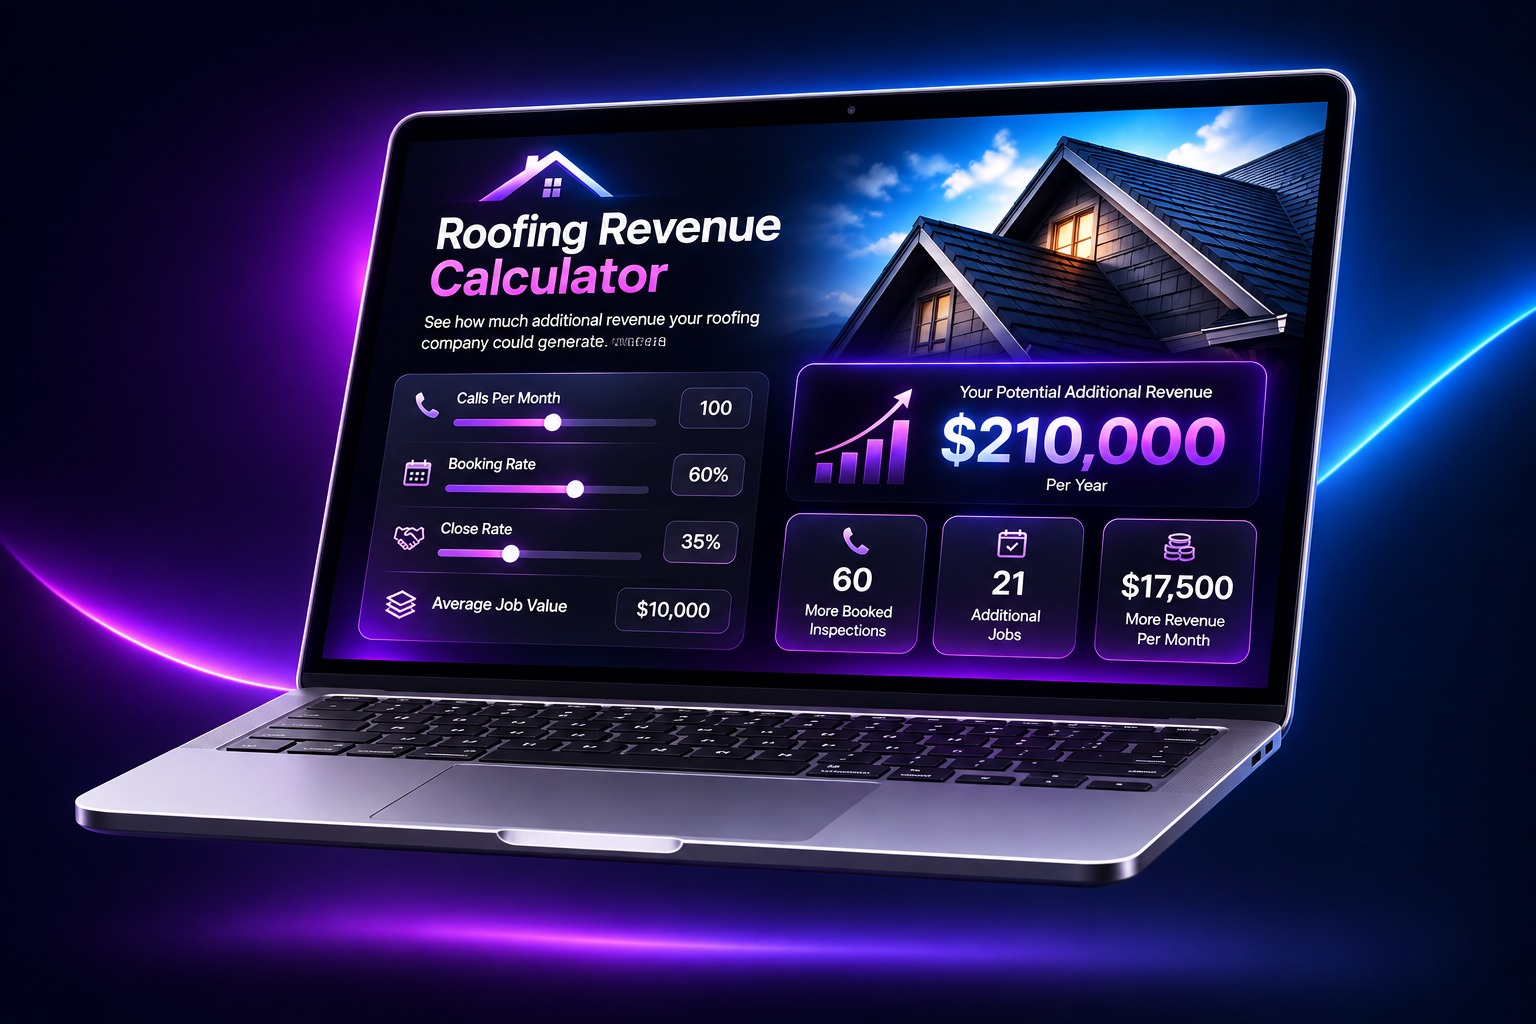 Roofing Revenue
Calculator
See how much additional revenue your roofing
company could generate.
Calls Per Month
100
Booking Rate
60%
Close Rate
35%
Average Job Value
$10,000
Your Potential Additional Revenue
$210,000
Per Year
60
More Booked
Inspections
21
Additional
Jobs
$17,500
More Revenue
Per Month